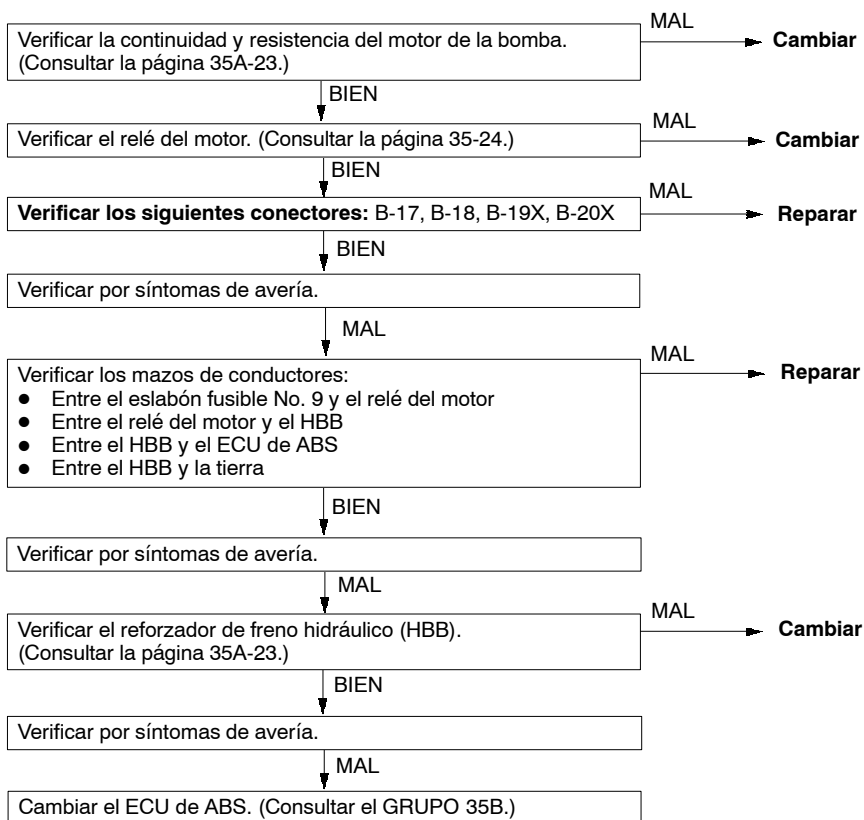 Verificar la continuidad y resistencia del motor de la bomba.
(Consultar la página 35A-23.)
MAL
Cambiar
BIEN
Verificar el relé del motor. (Consultar la página 35-24.)
MAL
Cambiar
BIEN
Verificar los siguientes conectores: B-17, B-18, B-19X, B-20X
MAL
Reparar
BIEN
Verificar por síntomas de avería.
MAL
Verificar los mazos de conductores:
● Entre el eslabón fusible No. 9 y el relé del motor
● Entre el relé del motor y el HBB
● Entre el HBB y el ECU de ABS
● Entre el HBB y la tierra
MAL
Reparar
BIEN
Verificar por síntomas de avería.
MAL
Verificar el reforzador de freno hidráulico (HBB).
(Consultar la página 35A-23.)
MAL
Cambiar
BIEN
Verificar por síntomas de avería.
MAL
Cambiar el ECU de ABS. (Consultar el GRUPO 35B.)